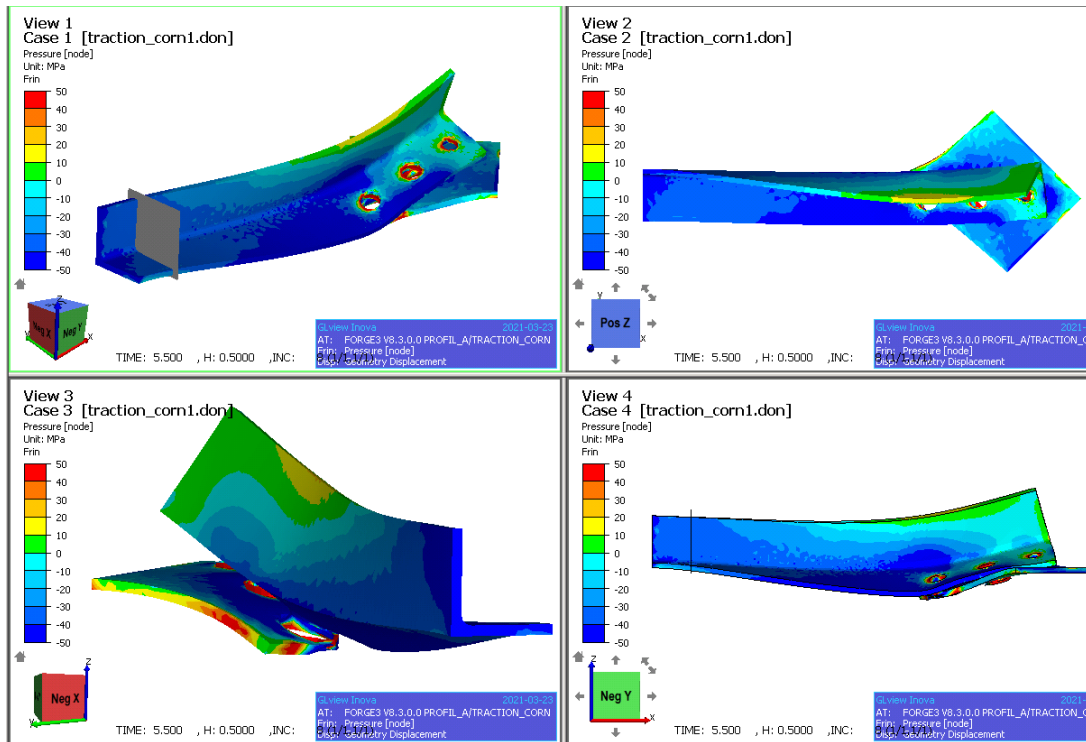 View 1
Case 1 [traction_corn1.don]
Pressure [node]
Unit: MPa
Frin
50
40
30
20
10
0
-10
-20
-30
-40
-50
Z
Neg X
Neg Y
x
GLview Inova 2021-03-23
AT: FORGE3 V8.3.0.0 PROFIL_A/TRACTION_CORN
Frin: Pressure [node]
Disp: Geometry Displacement
TIME: 5.500 , H: 0.5000 ,INC:
View 2
Case 2 [traction_corn1.don]
Pressure [node]
Unit: MPa
Frin
50
40
30
20
10
0
-10
-20
-30
-40
-50
Y
Pos Z
x
GLview Inova 2021-
AT: FORGE3 V8.3.0.0 PROFIL_A/TRACTION_C
Frin: Pressure [node]
Disp: Geometry Displacement
TIME: 5.500 , H: 0.5000 ,INC:
View 3
Case 3 [traction_corn1.don]
Pressure [node]
Unit: MPa
Frin
50
40
30
20
10
0
-10
-20
-30
-40
-50
Z
Neg X
Y
GLview Inova 2021-03-23
AT: FORGE3 V8.3.0.0 PROFIL_A/TRACTION_CORN
Frin: Pressure [node]
Disp: Geometry Displacement
TIME: 5.500 , H: 0.5000 ,INC:
View 4
Case 4 [traction_corn1.don]
Pressure [node]
Unit: MPa
Frin
50
40
30
20
10
0
-10
-20
-30
-40
-50
Z
Neg Y
x
GLview Inova 2021-
AT: FORGE3 V8.3.0.0 PROFIL_A/TRACTION_C
Frin: Pressure [node]
Disp: Geometry Displacement
TIME: 5.500 , H: 0.5000 ,INC: